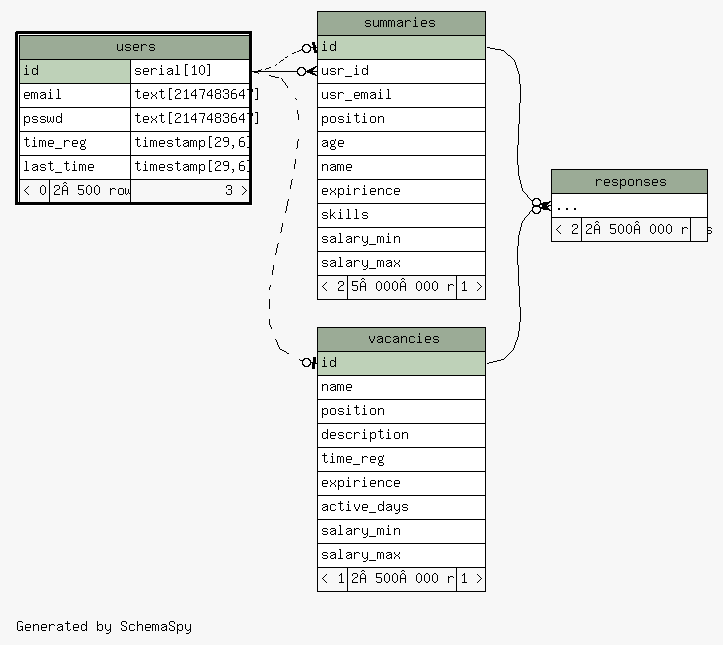 users
id serial[10]
email text[2147483647]
psswd text[2147483647]
time_reg timestamp[29,6]
last_time timestamp[29,6]
< 0 2Â 500 row 3 >
summaries
id
usr_id
usr_email
position
age
name
expirience
skills
salary_min
salary_max
< 2 5Â 000Â 000 r 1 >
responses
...
< 2 2Â 500Â 000 r s
vacancies
id
name
position
description
time_reg
expirience
active_days
salary_min
salary_max
< 1 2Â 500Â 000 r 1 >
Generated by SchemaSpy